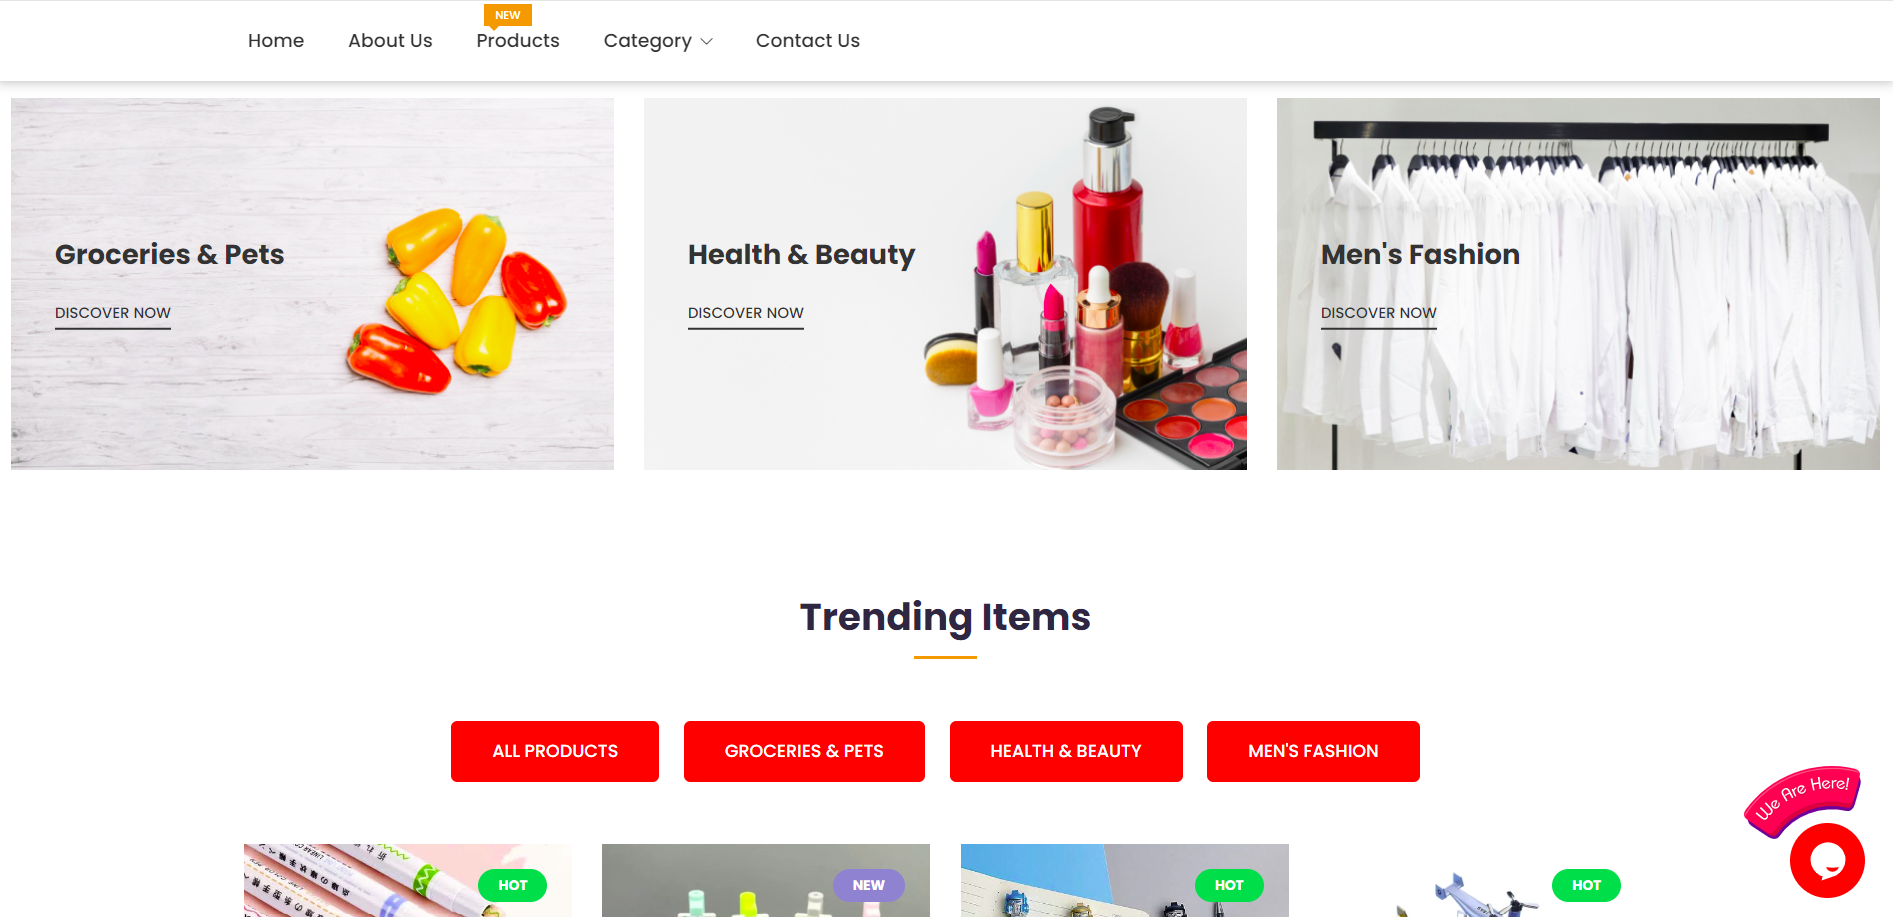 NEW
Home About Us Products Category Contact Us
Groceries & Pets
DISCOVER NOW
Health & Beauty
DISCOVER NOW
Men's Fashion
DISCOVER NOW
Trending Items
ALL PRODUCTS GROCERIES & PETS HEALTH & BEAUTY MEN'S FASHION
We Are Here!
HOT
NEW
HOT
HOT